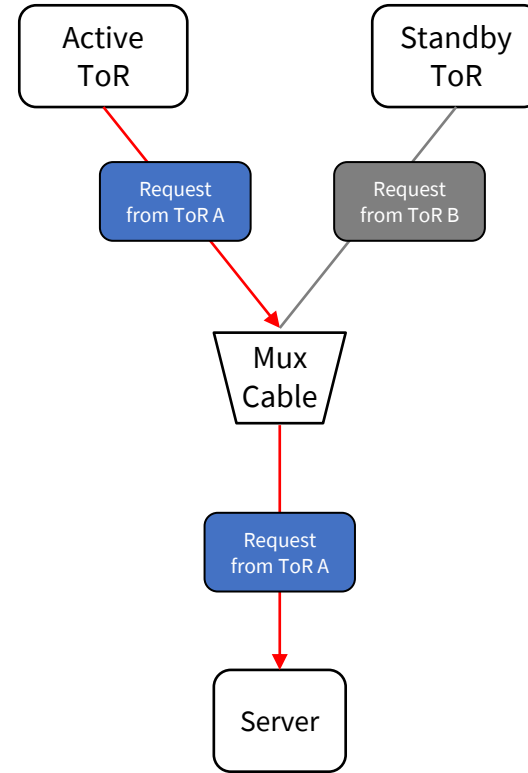 Active
ToR
Standby
ToR
Request
from ToR A
Request
from ToR B
Mux
Cable
Request
from ToR A
Server